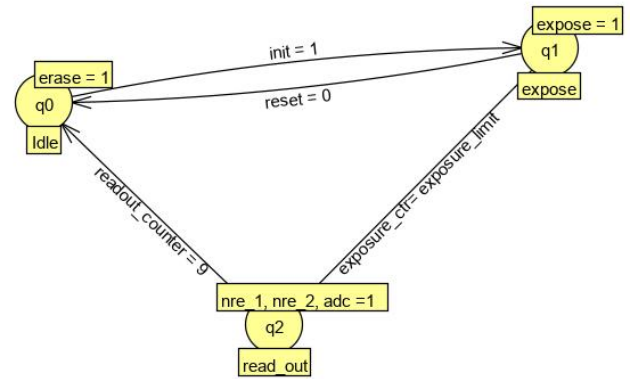 expose = 1
q1
expose
init = 1
erase = 1
q0
Idle
reset = 0
readout_counter = 9
exposure_ctr= exposure_limit
nre_1, nre_2, adc =1
q2
read_out